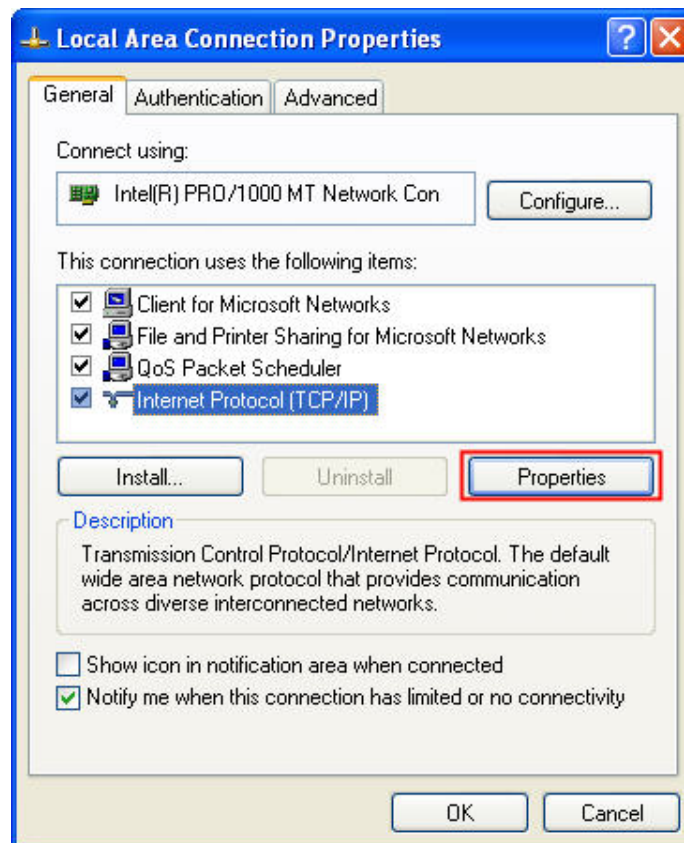 Local Area Connection Properties
General Authentication Advanced
Connect using:
Intel(R) PRO/1000 MT Network Con
Configure...
This connection uses the following items:
Client for Microsoft Networks
File and Printer Sharing for Microsoft Networks
QoS Packet Scheduler
Internet Protocol (TCP/IP)
Install... Uninstall Properties
Description
Transmission Control Protocol/Internet Protocol. The default
wide area network protocol that provides communication
across diverse interconnected networks.
Show icon in notification area when connected
Notify me when this connection has limited or no connectivity
OK Cancel